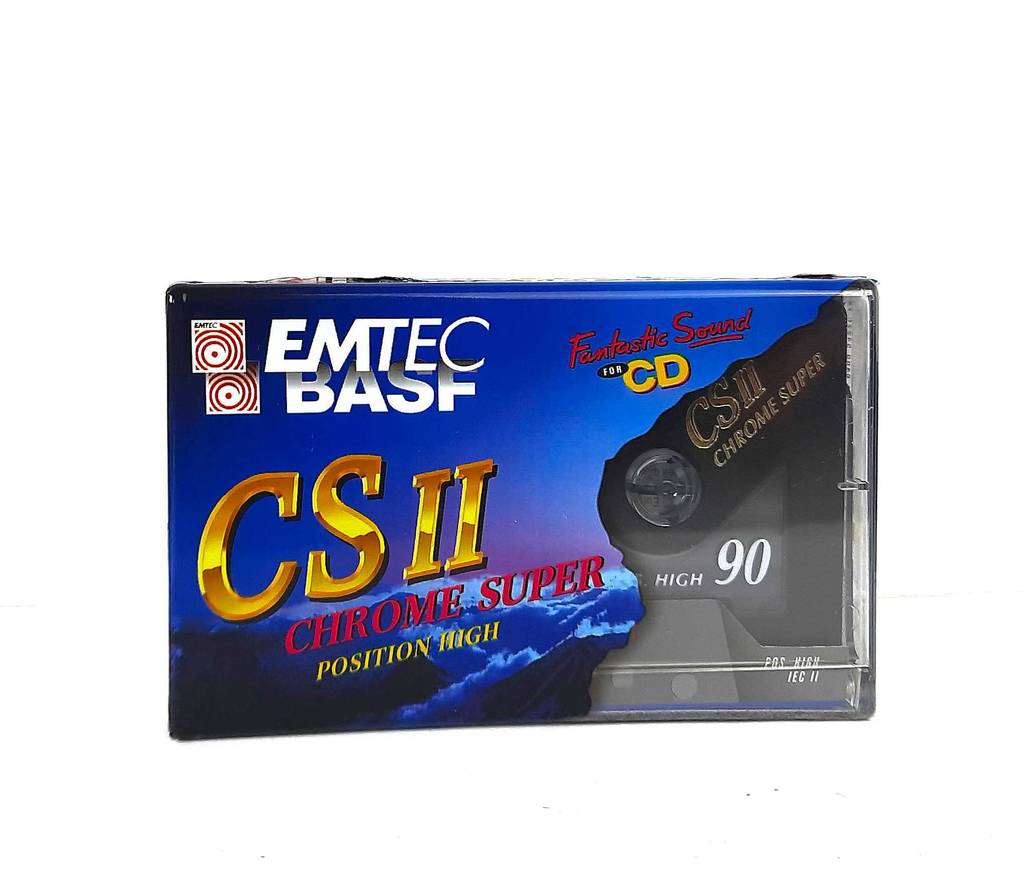 EMTEC
EMTEC
BASF
Fantastic Sound
FOR CD
CS II
CHROME SUPER
CS II
CHROME SUPER
POSITION HIGH
HIGH 90
POS. HIGH
IEC II